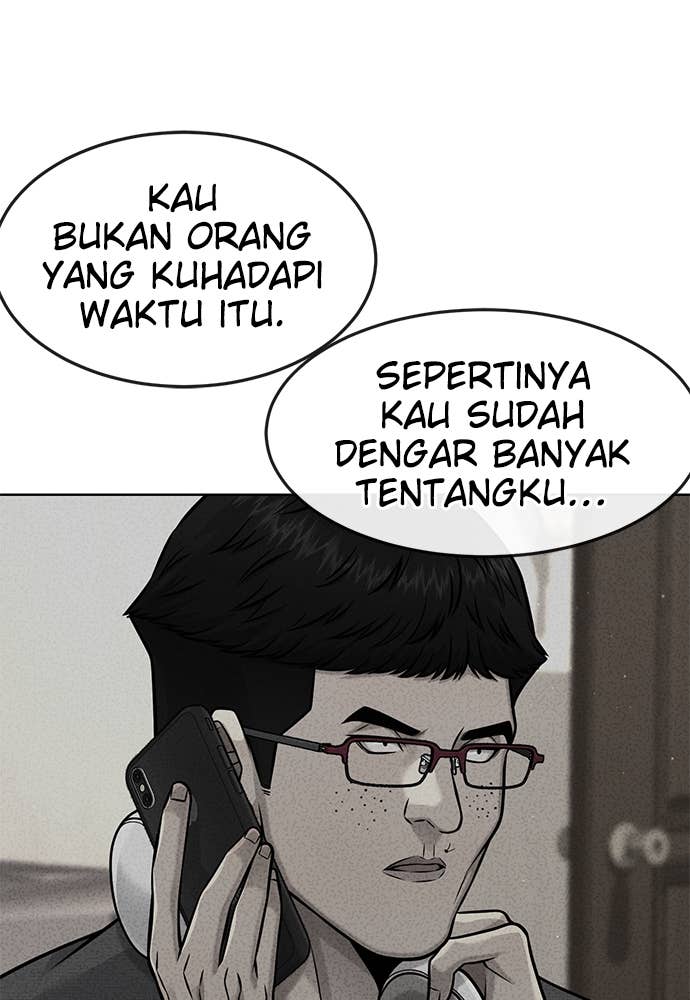 KAU
BUKAN ORANG
YANG KUHADAPI
WAKTU ITU.
SEPERTINYA
KAU SUDAH
DENGAR BANYAK
TENTANGKU...